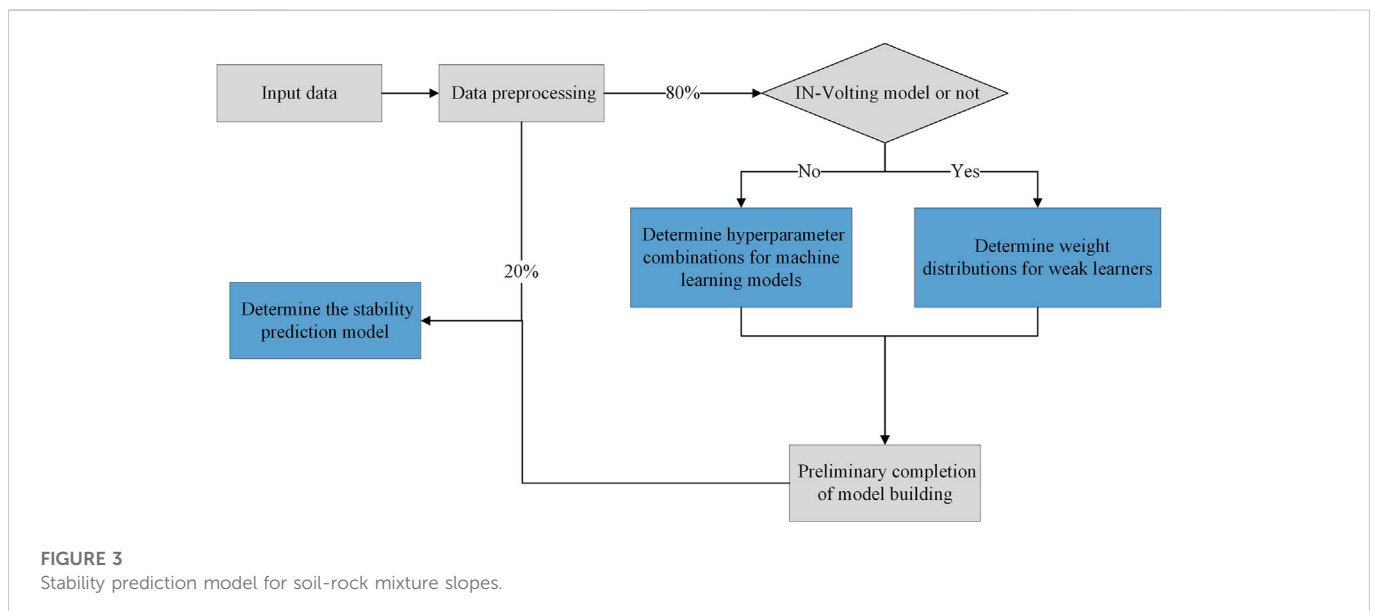 Input data
Data preprocessing
80%
IN-Volting model or not
No
Yes
Determine hyperparameter
combinations for machine
learning models
Determine weight
distributions for weak learners
20%
Determine the stability
prediction model
Preliminary completion
of model building
FIGURE 3
Stability prediction model for soil-rock mixture slopes.